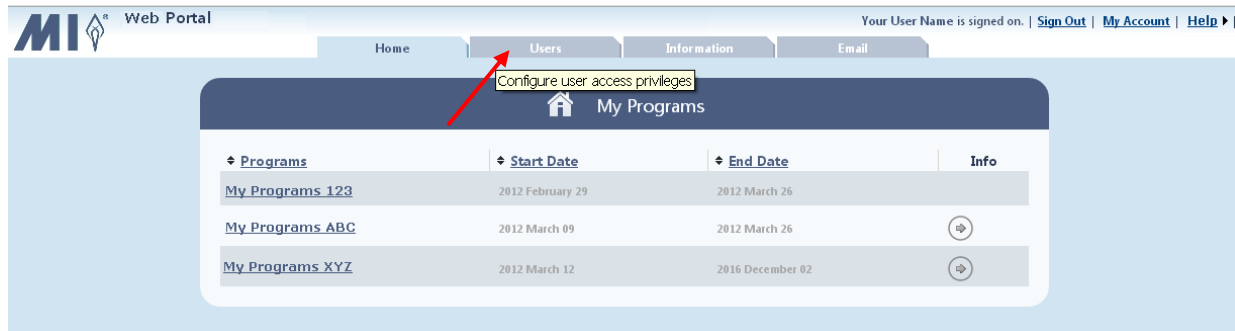 MI® Web Portal
Your User Name is signed on. | Sign Out | My Account | Help
Home Users Information Email
Configure user access privileges
My Programs
Programs Start Date End Date Info
My Programs 123 2012 February 29 2012 March 26
My Programs ABC 2012 March 09 2012 March 26
My Programs XYZ 2012 March 12 2016 December 02